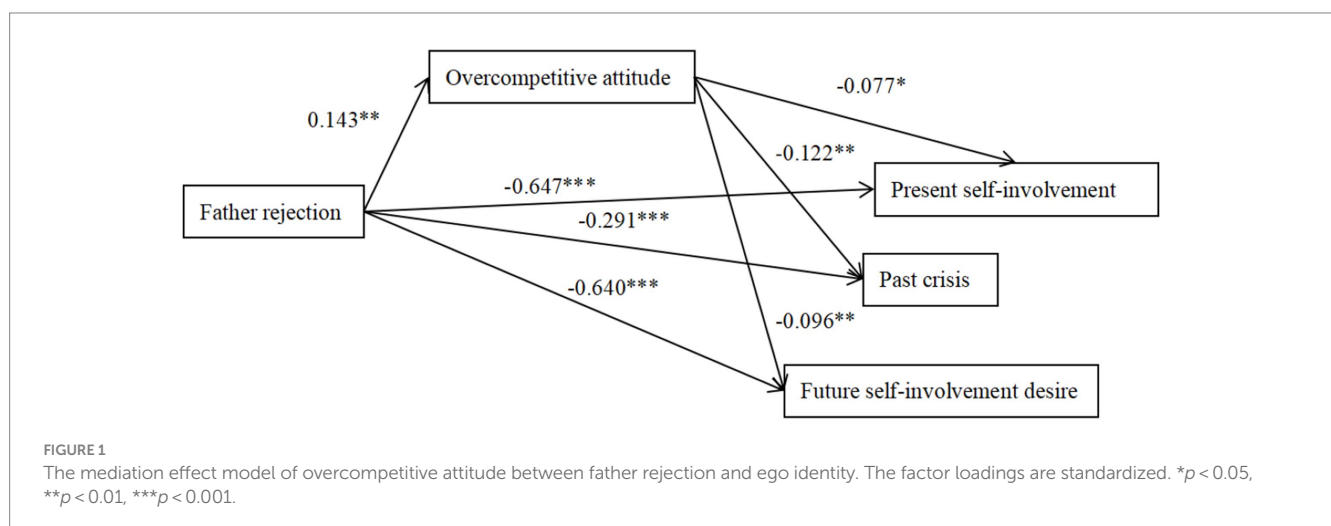 Overcompetitive attitude
-0.077*
0.143**
-0.122**
-0.647***
Present self-involvement
Father rejection
-0.291***
Past crisis
-0.640***
-0.096**
Future self-involvement desire
FIGURE 1
The mediation effect model of overcompetitive attitude between father rejection and ego identity. The factor loadings are standardized. *p < 0.05,
**p < 0.01, ***p < 0.001.